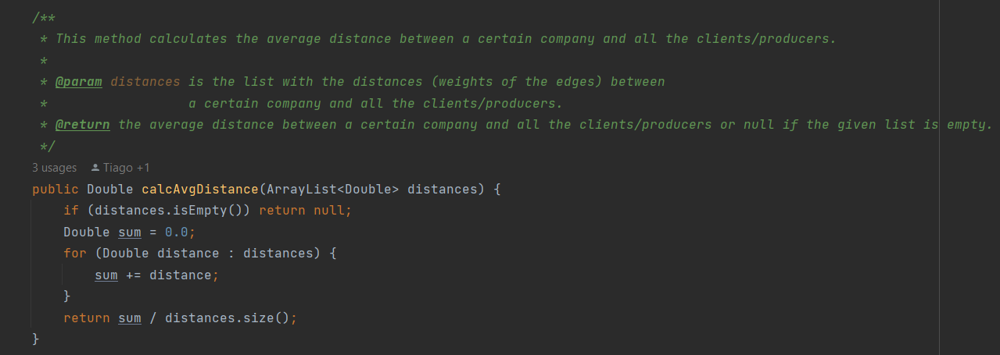 /**
* This method calculates the average distance between a certain company and all the clients/producers.
*
* @param distances is the list with the distances (weights of the edges) between
* a certain company and all the clients/producers.
* @return the average distance between a certain company and all the clients/producers or null if the given list is empty.
*/
3 usages Tiago +1
public Double calcAvgDistance(ArrayList<Double> distances) {
if (distances.isEmpty()) return null;
Double sum = 0.0;
for (Double distance : distances) {
sum += distance;
}
return sum / distances.size();
}